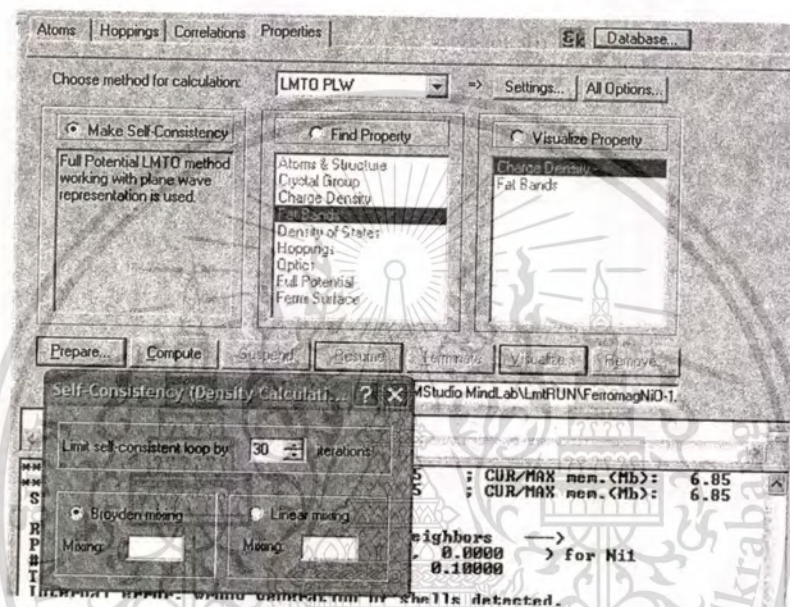 Atoms Hoppings Correlations Properties Database...
Choose method for calculation: LMTO PLW => Settings... All Options...
Make Self-Consistency
Full Potential LMTO method
working with plane wave
representation is used.
Find Property
Atoms & Structure
Crystal Group
Charge Density
Fat Bands
Density of States
Hoppings
Optics
Full Potential
Fermi Surface
Visualize Property
Charge Density
Fat Bands
Prepare... Compute Suspend Resume Terminate Visualize... Remove...
MStudio MindLab\LmtRUN\FerromagNiO-1.
Self-Consistency (Density Calculati...
Limit self-consistent loop by 30 iterations
Broyden mixing
Mixing:
Linear mixing
Mixing:
; CUR/MAX mem.(Mb): 6.85
; CUR/MAX mem.(Mb): 6.85
eighbors --->
, 0.0000 > for Ni1
0.10000
shells detected.